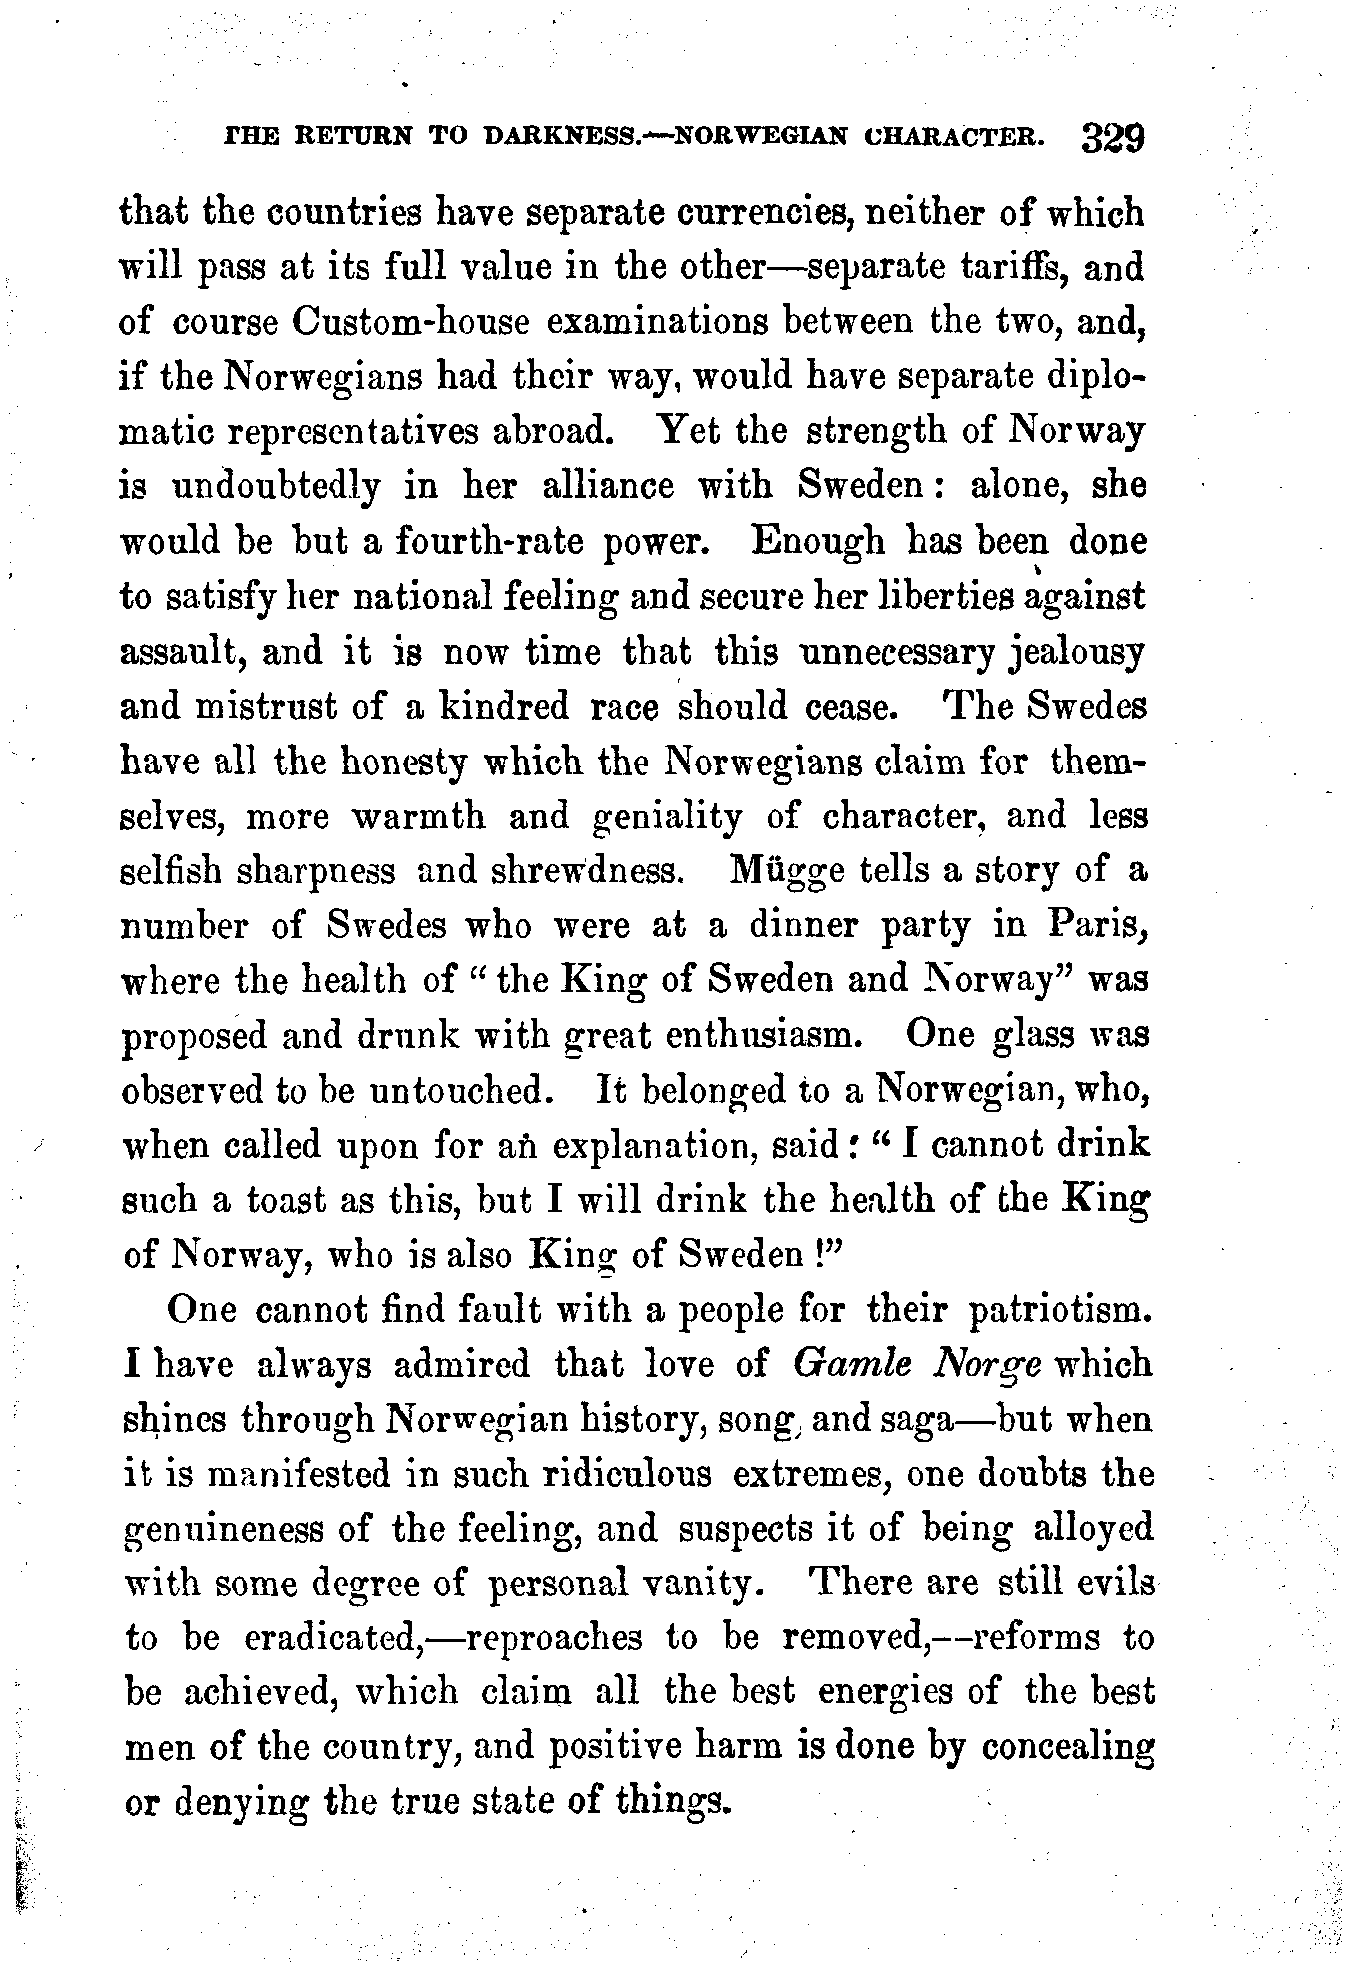 THE RETURN TO DARKNESS.—NORWEGIAN CHARACTER. 329
that the countries have separate currencies, neither of which
will pass at its full value in the other—separate tariffs, and
of course Custom-house examinations between the two, and,
if the Norwegians had their way, would have separate diplo-
matic representatives abroad. Yet the strength of Norway
is undoubtedly in her alliance with Sweden: alone, she
would be but a fourth-rate power. Enough has been done
to satisfy her national feeling and secure her liberties against
assault, and it is now time that this unnecessary jealousy
and mistrust of a kindred race should cease. The Swedes
have all the honesty which the Norwegians claim for them-
selves, more warmth and geniality of character, and less
selfish sharpness and shrewdness. Mügge tells a story of a
number of Swedes who were at a dinner party in Paris,
where the health of "the King of Sweden and Norway" was
proposed and drunk with great enthusiasm. One glass was
observed to be untouched. It belonged to a Norwegian, who,
when called upon for an explanation, said: "I cannot drink
such a toast as this, but I will drink the health of the King
of Norway, who is also King of Sweden!"
One cannot find fault with a people for their patriotism.
I have always admired that love of Gamle Norge which
shines through Norwegian history, song, and saga—but when
it is manifested in such ridiculous extremes, one doubts the
genuineness of the feeling, and suspects it of being alloyed
with some degree of personal vanity. There are still evils
to be eradicated,—reproaches to be removed,—reforms to
be achieved, which claim all the best energies of the best
men of the country, and positive harm is done by concealing
or denying the true state of things.